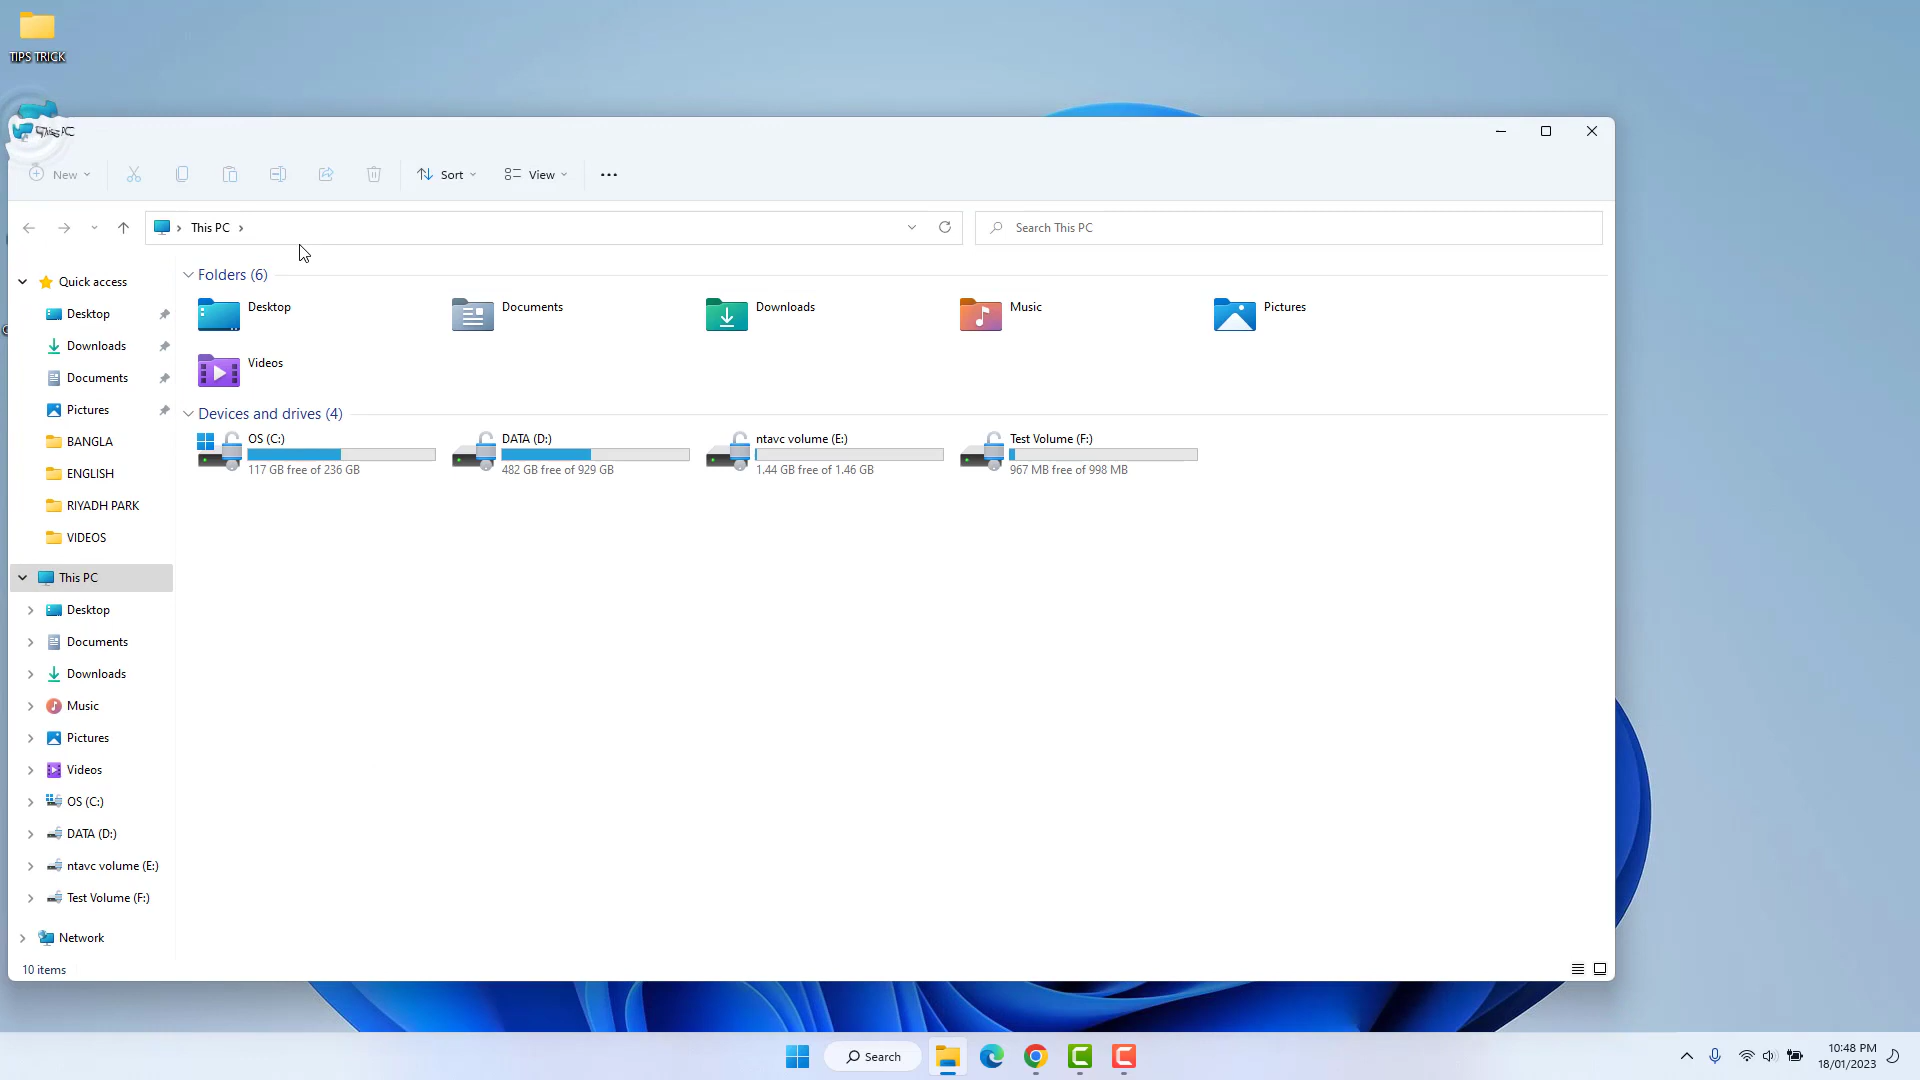 TIPS TRICK
This PC
New
Sort
View
This PC
Search This PC
Quick access
Desktop
Downloads
Documents
Pictures
BANGLA
ENGLISH
RIYADH PARK
VIDEOS
This PC
Desktop
Documents
Downloads
Music
Pictures
Videos
OS (C:)
DATA (D:)
ntavc volume (E:)
Test Volume (F:)
Network
Folders (6)
Desktop
Documents
Downloads
Music
Pictures
Videos
Devices and drives (4)
OS (C:)
117 GB free of 236 GB
DATA (D:)
482 GB free of 929 GB
ntavc volume (E:)
1.44 GB free of 1.46 GB
Test Volume (F:)
967 MB free of 998 MB
10 items
Search
10:48 PM
18/01/2023